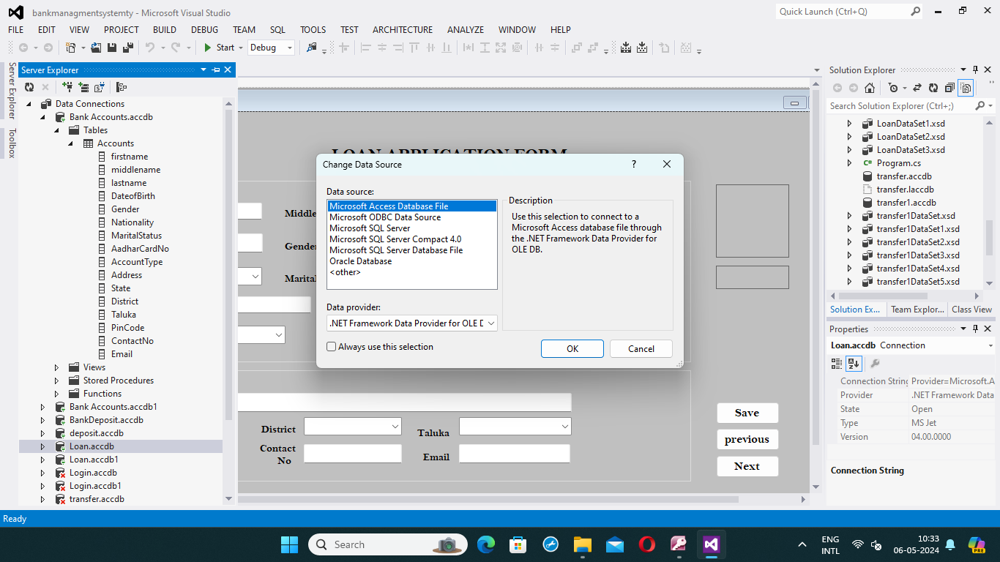 bankmanagmentsystemty - Microsoft Visual Studio
Quick Launch (Ctrl+Q)
FILE EDIT VIEW PROJECT BUILD DEBUG TEAM SQL TOOLS TEST ARCHITECTURE ANALYZE WINDOW HELP
Start Debug
Server Explorer
Toolbox
Server Explorer
Data Connections
Bank Accounts.accdb
Tables
Accounts
firstname
middlename
lastname
DateofBirth
Gender
Nationality
MaritalStatus
AadharCardNo
AccountType
Address
State
District
Taluka
PinCode
ContactNo
Email
Views
Stored Procedures
Functions
Bank Accounts.accdb1
BankDeposit.accdb
deposit.accdb
Loan.accdb
Loan.accdb1
Login.accdb
Login.accdb1
transfer.accdb
LOAN APPLICATION FORM
Middle
Gender
Marital
District
Taluka
Contact
No
Email
Save
previous
Next
Change Data Source
?
Data source:
Microsoft Access Database File
Microsoft ODBC Data Source
Microsoft SQL Server
Microsoft SQL Server Compact 4.0
Microsoft SQL Server Database File
Oracle Database
<other>
Description
Use this selection to connect to a
Microsoft Access database file through
the .NET Framework Data Provider for
OLE DB.
Data provider:
.NET Framework Data Provider for OLE D
Always use this selection
OK
Cancel
Solution Explorer
Search Solution Explorer (Ctrl+;)
LoanDataSet1.xsd
LoanDataSet2.xsd
LoanDataSet3.xsd
C# Program.cs
transfer.accdb
transfer.laccdb
transfer1.accdb
transfer1DataSet.xsd
transfer1DataSet1.xsd
transfer1DataSet2.xsd
transfer1DataSet3.xsd
transfer1DataSet4.xsd
transfer1DataSet5.xsd
Solution Ex... Team Explor... Class View
Properties
Loan.accdb Connection
Connection String Provider=Microsoft.A
Provider .NET Framework Data
State Open
Type MS Jet
Version 04.00.0000
Connection String
Ready
Search
ENG
INTL
10:33
06-05-2024
PRE